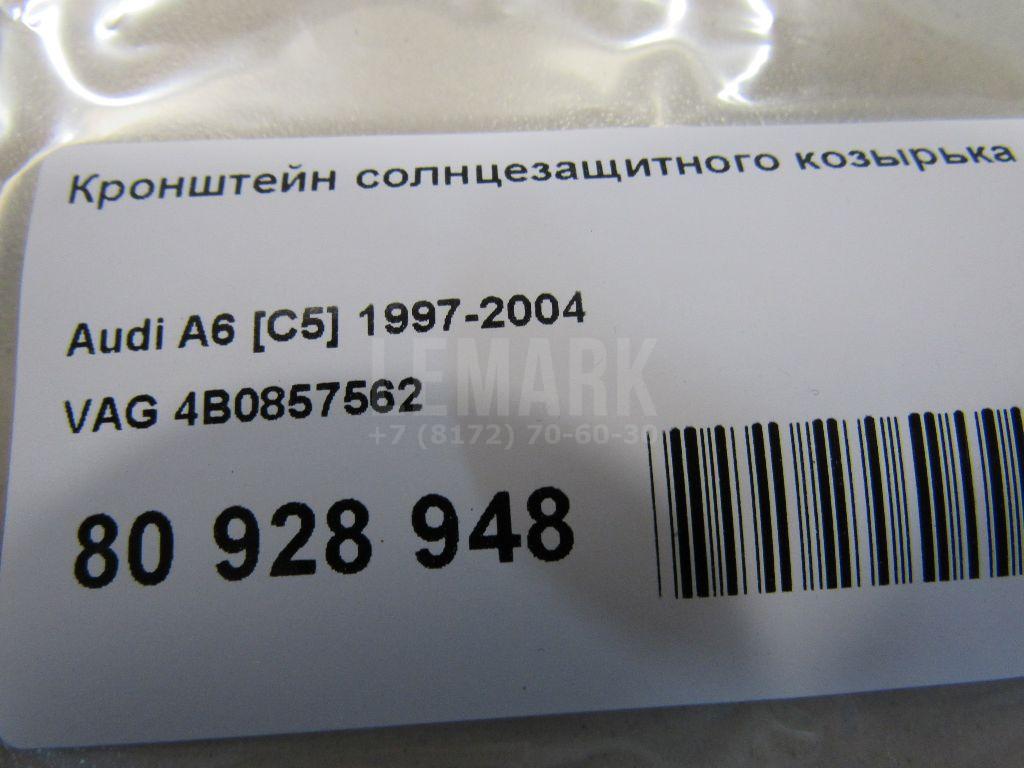 Кронштейн солнцезащитного козырька
Audi A6 [C5] 1997-2004
VAG 4B0857562
LEMARK
+7 (8172) 70-60-30
80 928 948